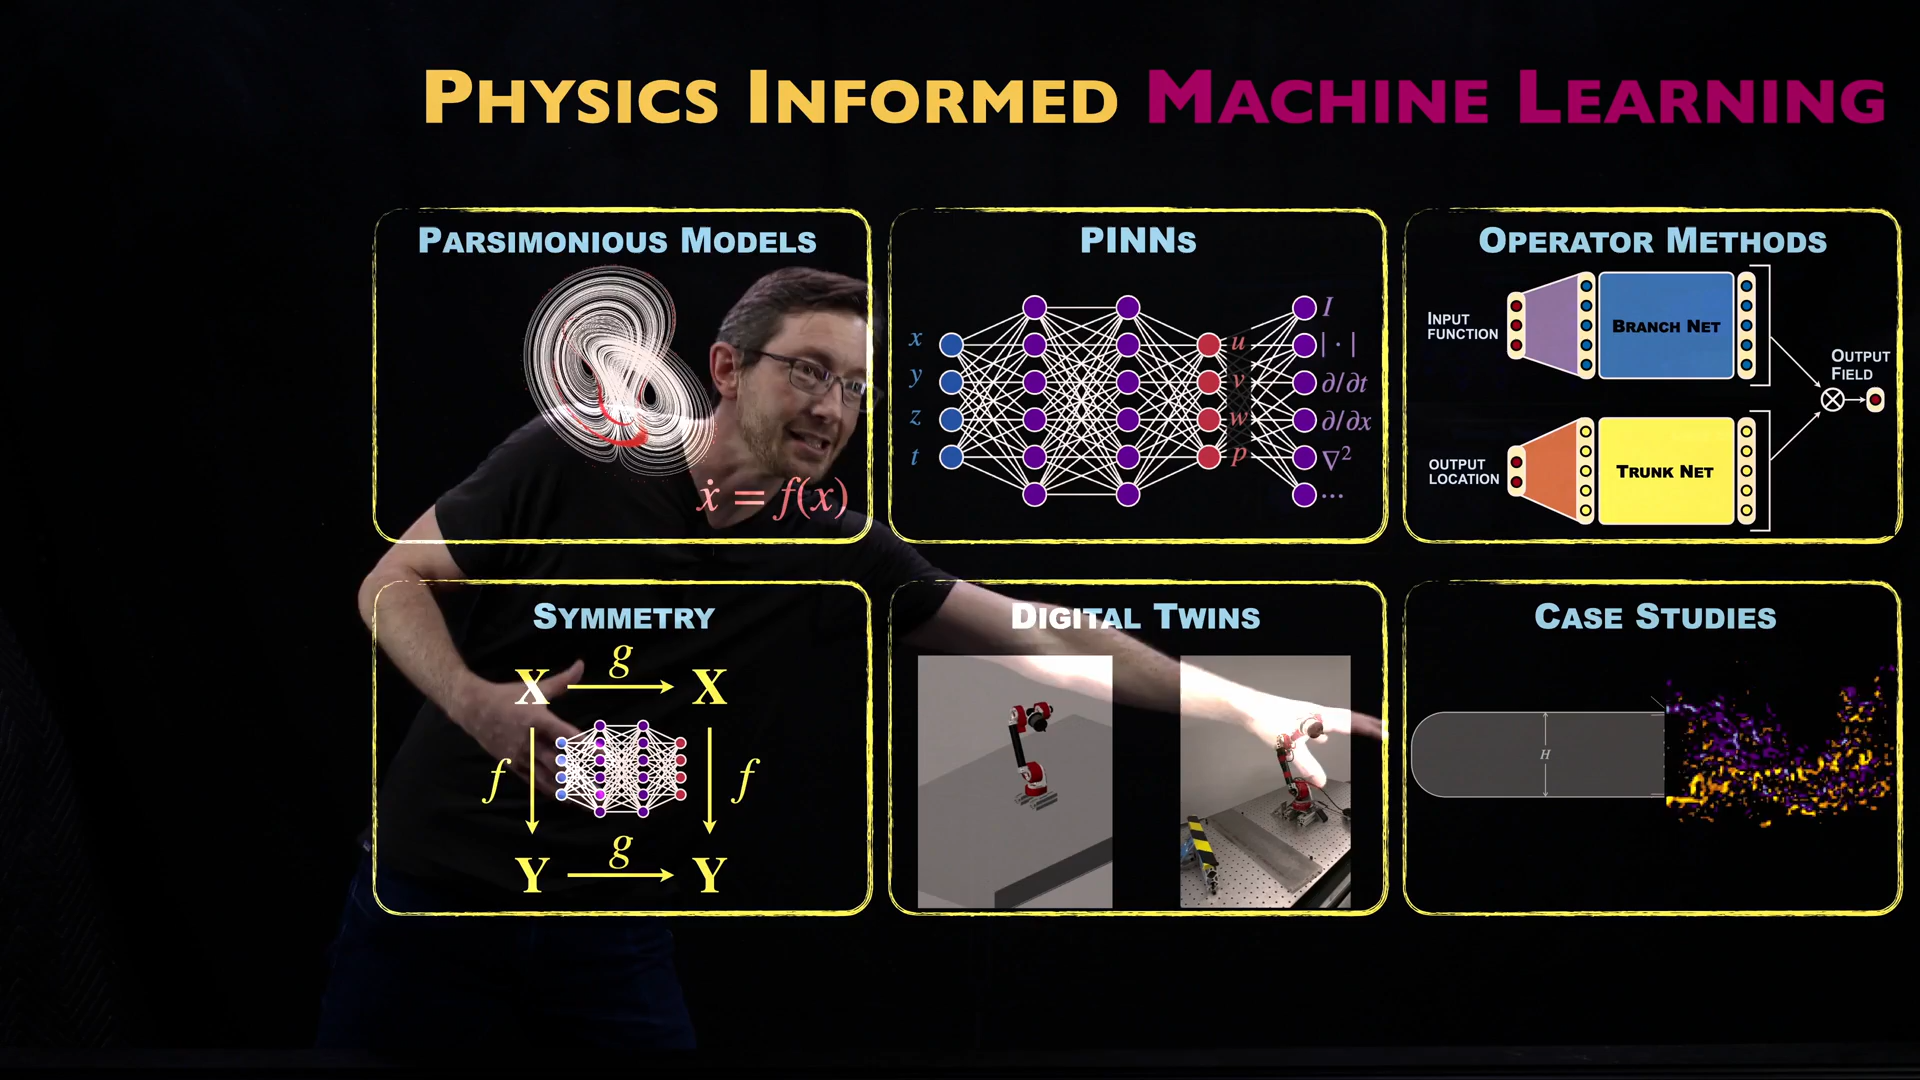 PHYSICS INFORMED MACHINE LEARNING
PARSIMONIOUS MODELS
ẋ = f(x)
PINNs
x
y
z
t
u
v
w
p
I
| · |
∂/∂t
∂/∂x
∇²
...
OPERATOR METHODS
INPUT
FUNCTION
BRANCH NET
OUTPUT
FIELD
OUTPUT
LOCATION
TRUNK NET
SYMMETRY
g
X X
f f
g
Y Y
DIGITAL TWINS
CASE STUDIES
H